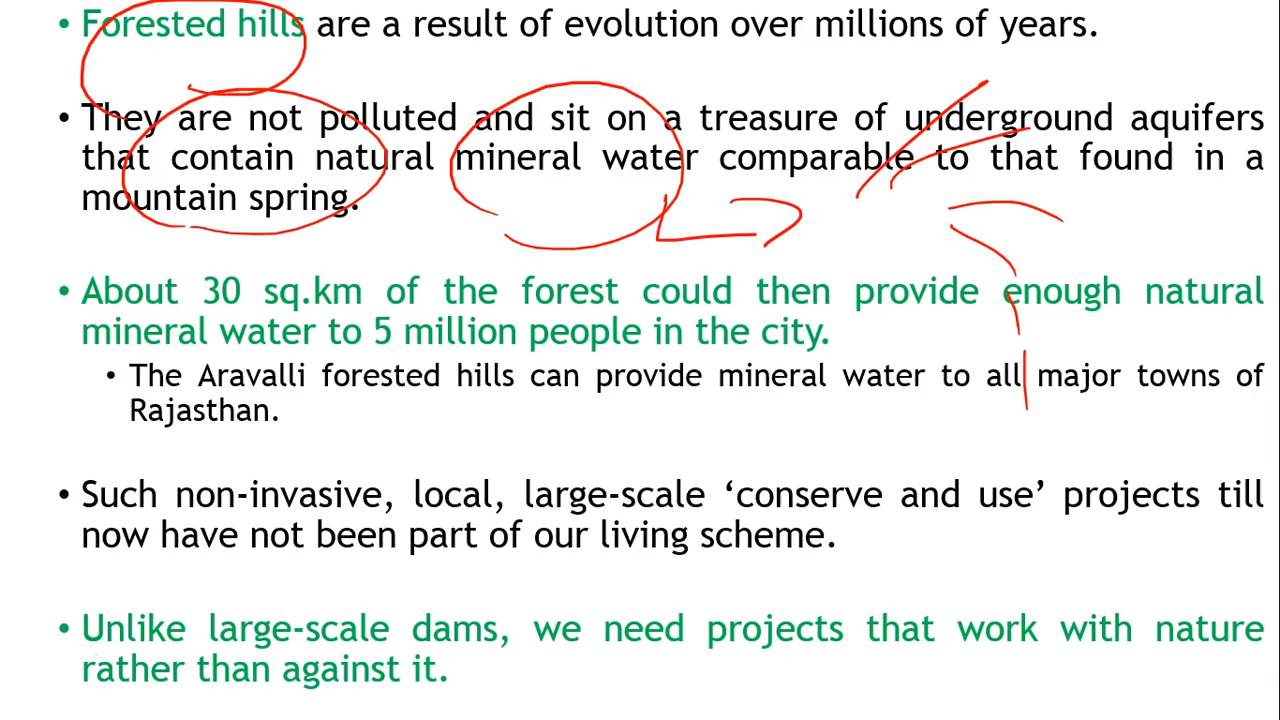 • Forested hills are a result of evolution over millions of years.
• They are not polluted and sit on a treasure of underground aquifers
that contain natural mineral water comparable to that found in a
mountain spring.
• About 30 sq.km of the forest could then provide enough natural
mineral water to 5 million people in the city.
• The Aravalli forested hills can provide mineral water to all major towns of
Rajasthan.
• Such non-invasive, local, large-scale ‘conserve and use’ projects till
now have not been part of our living scheme.
• Unlike large-scale dams, we need projects that work with nature
rather than against it.